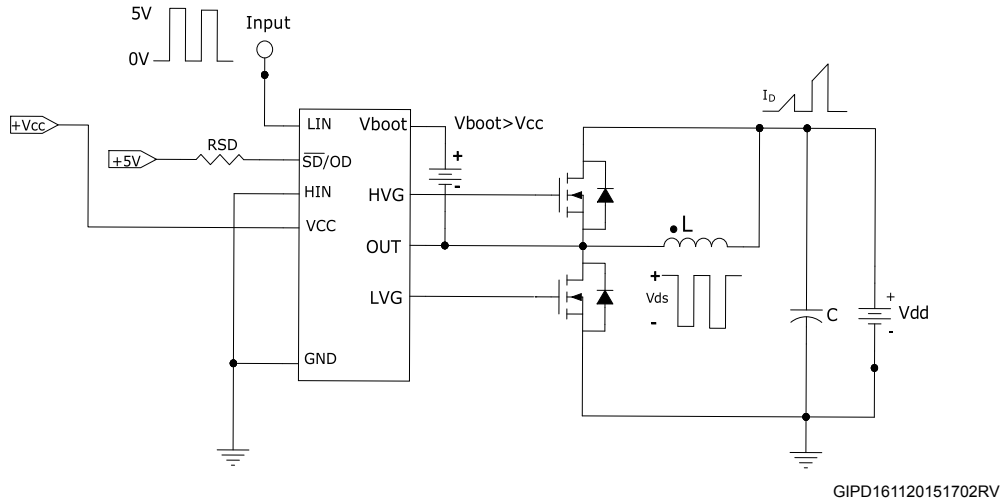 5V
0V
Input
+Vcc
+5V
RSD
LIN
SD/OD
HIN
VCC
GND
Vboot
HVG
OUT
LVG
Vboot>Vcc
+
-
L
+
Vds
-
ID
C
+
Vdd
-
GIPD161120151702RV